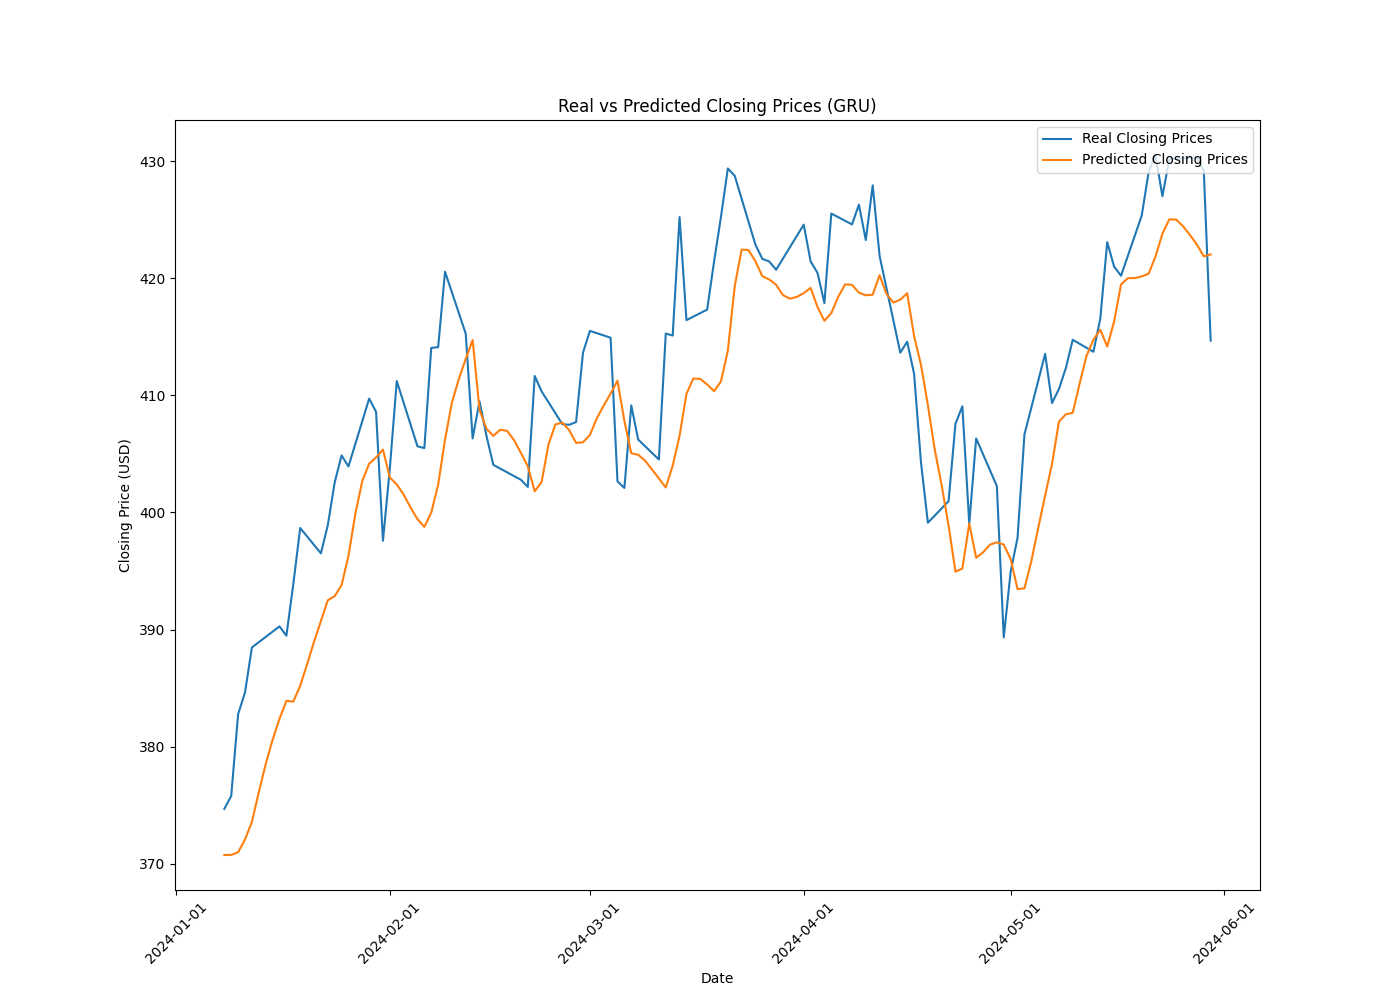 Real vs Predicted Closing Prices (GRU)
Real Closing Prices
Predicted Closing Prices
Closing Price (USD)
430
420
410
400
390
380
370
2024-01-01
2024-02-01
2024-03-01
2024-04-01
2024-05-01
2024-06-01
Date